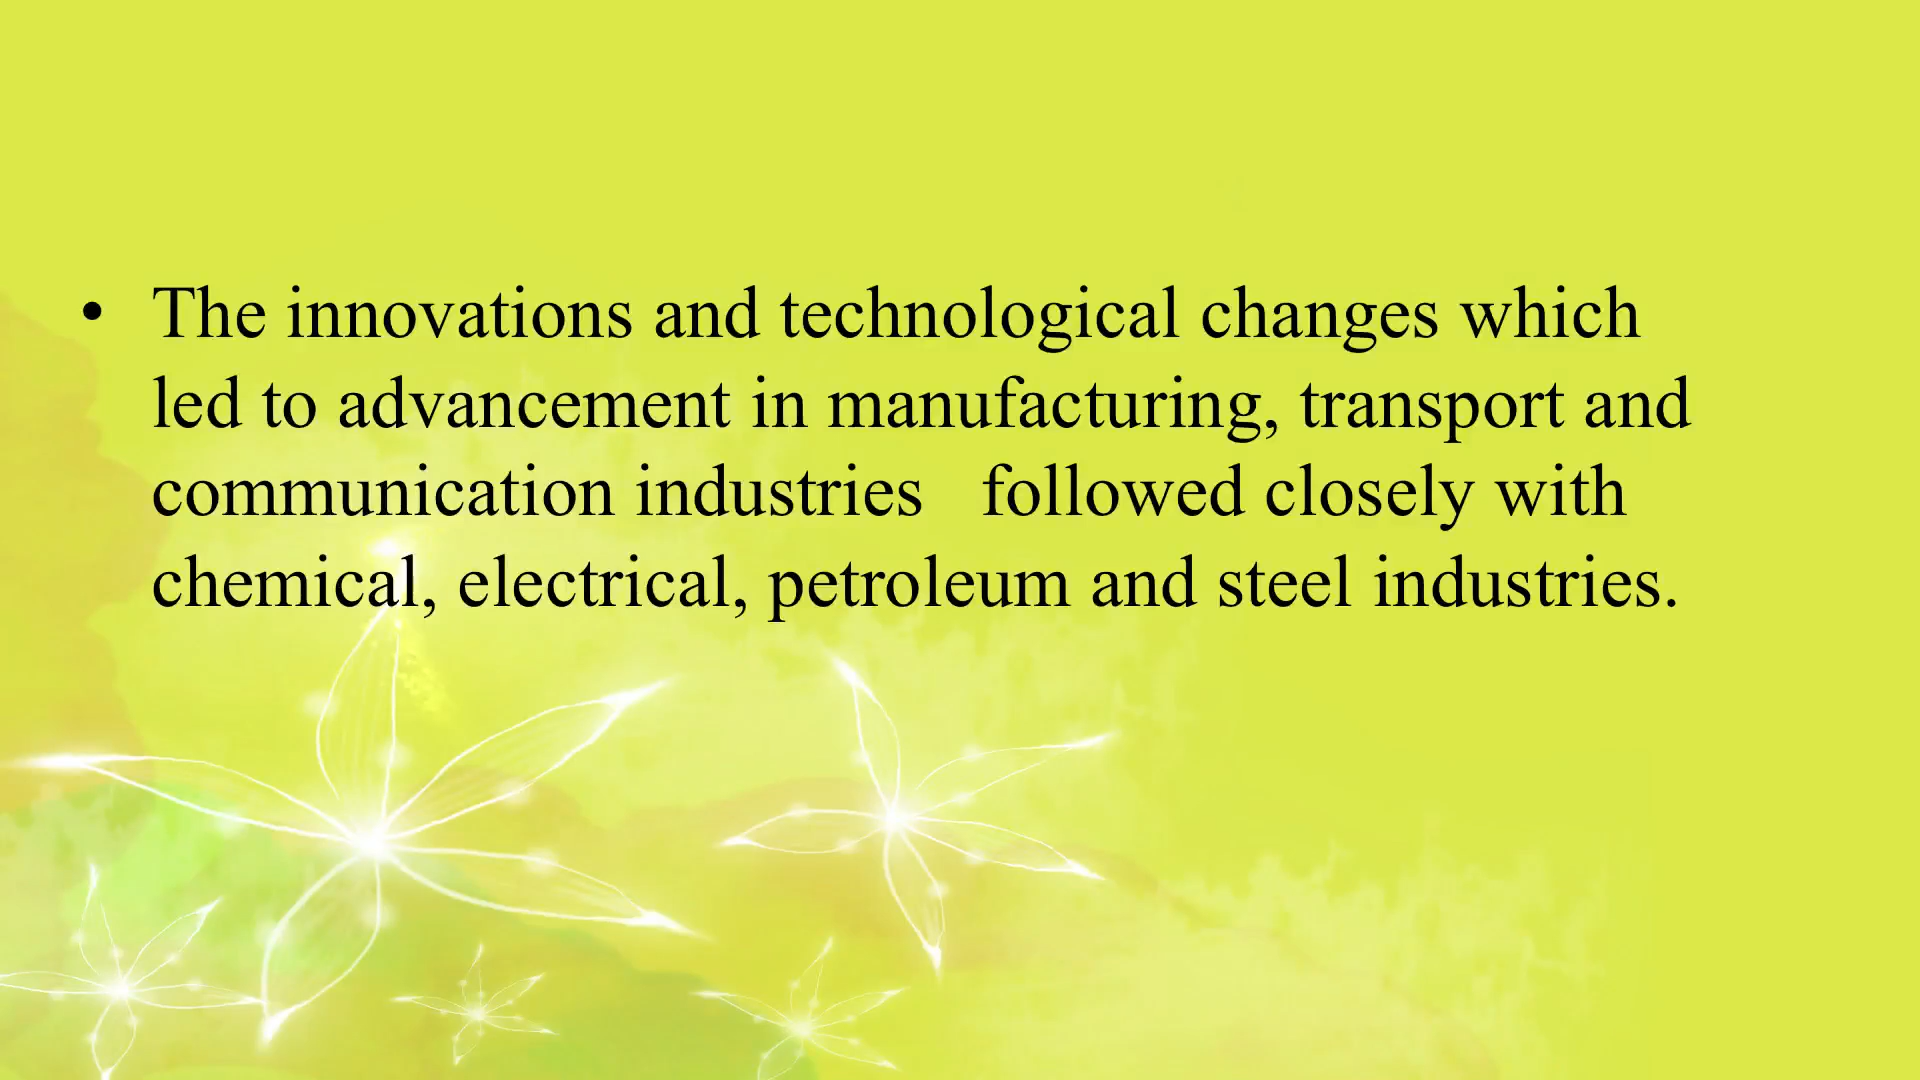 • The innovations and technological changes which
led to advancement in manufacturing, transport and
communication industries   followed closely with
chemical, electrical, petroleum and steel industries.